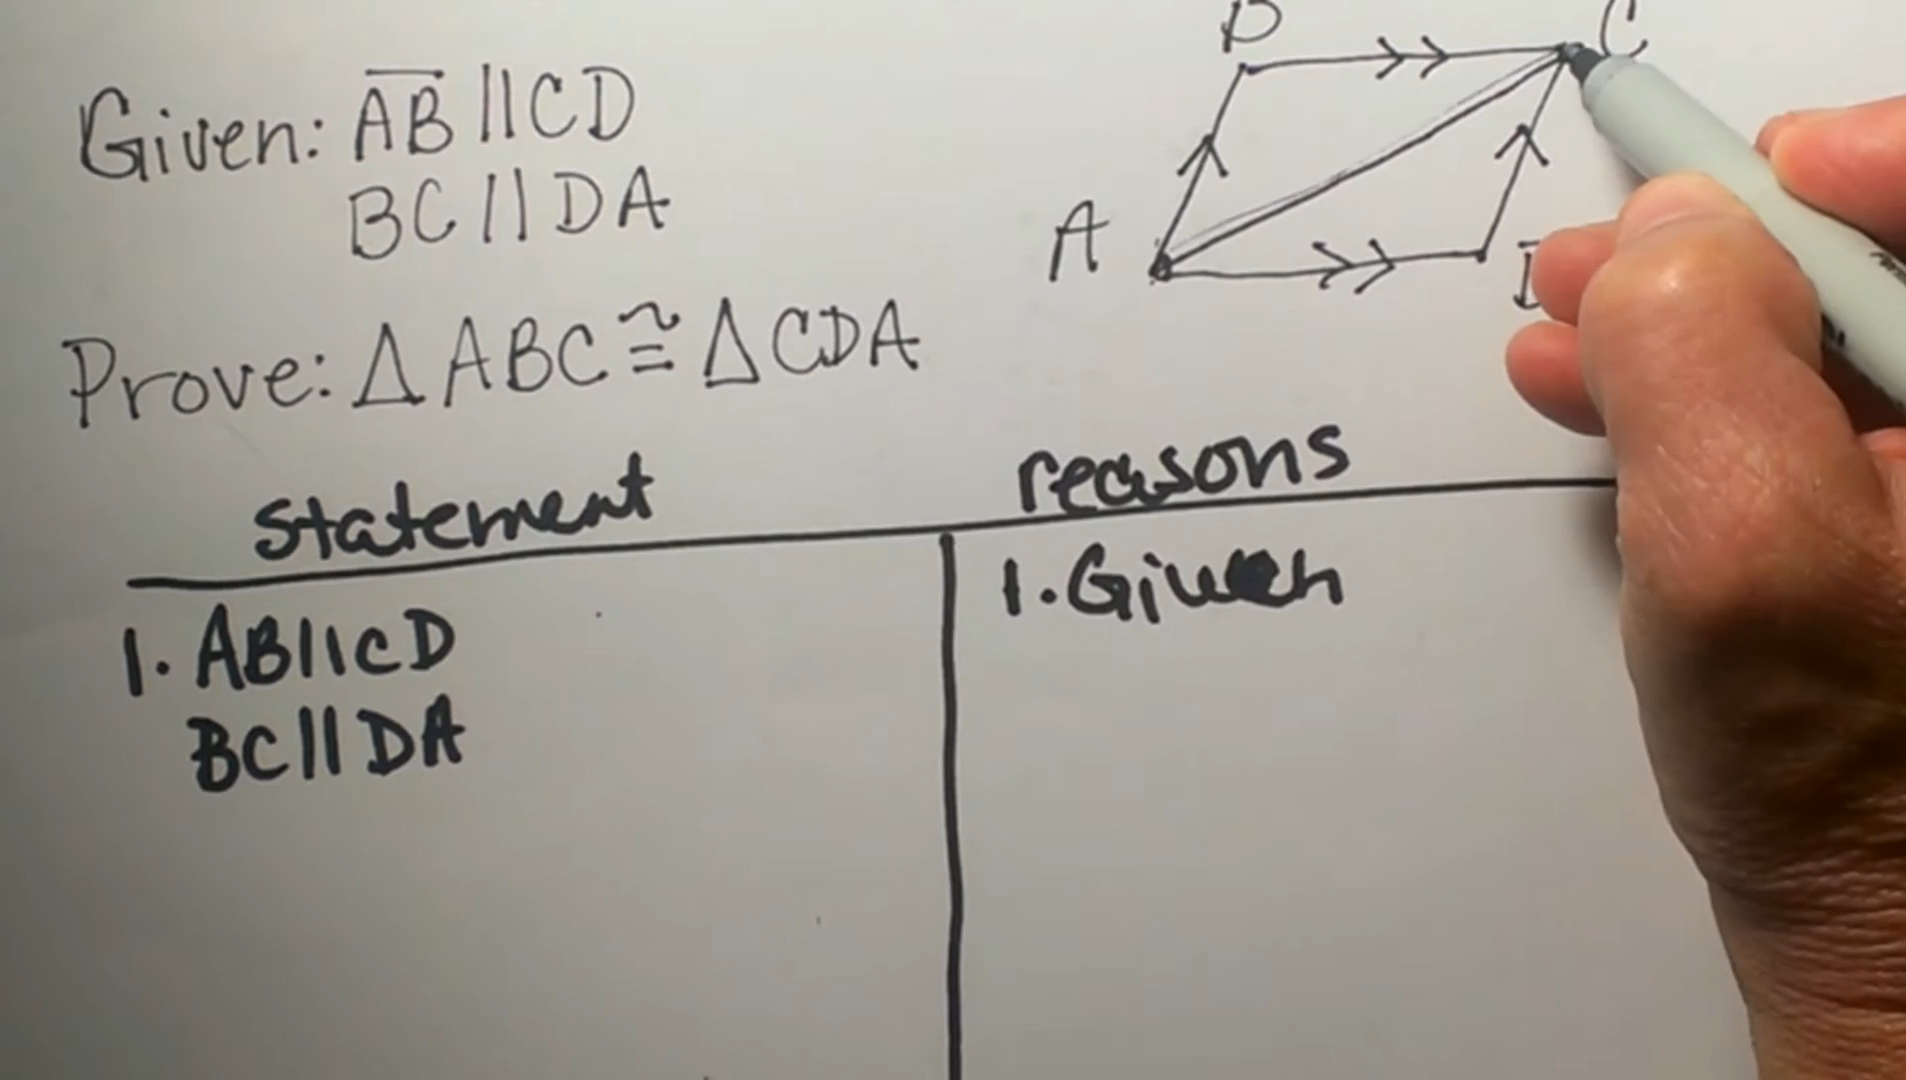 Given: AB || CD
BC || DA
Prove: Δ ABC ≅ Δ CDA
B
C
A
D
statement
reasons
1. AB || CD
BC || DA
1. Given